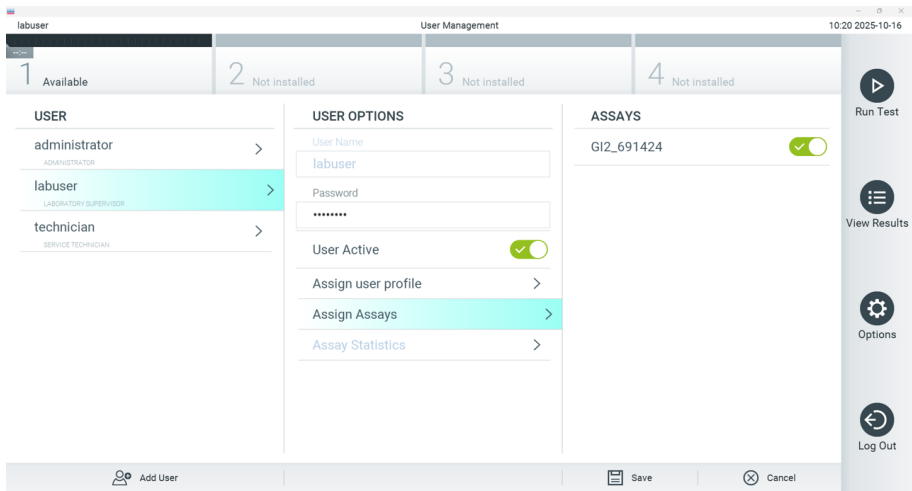 labuser
User Management
10:20 2025-10-16
--:--
1 Available
2 Not installed
3 Not installed
4 Not installed
USER
administrator
ADMINISTRATOR
labuser
LABORATORY SUPERVISOR
technician
SERVICE TECHNICIAN
USER OPTIONS
User Name
labuser
Password
••••••••
User Active
Assign user profile
Assign Assays
Assay Statistics
ASSAYS
GI2_691424
Run Test
View Results
Options
Log Out
Add User
Save
Cancel